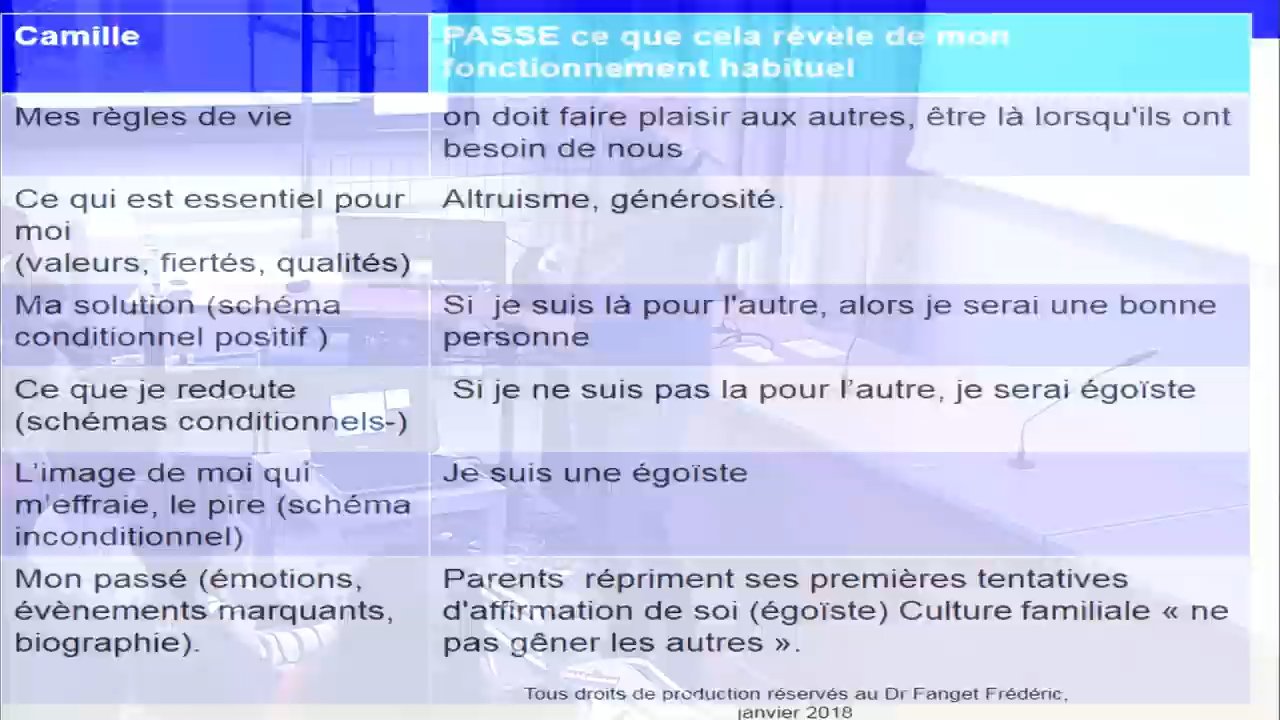 Camille
PASSE ce que cela révèle de mon
fonctionnement habituel
Mes règles de vie
on doit faire plaisir aux autres, être là lorsqu'ils ont
besoin de nous
Ce qui est essentiel pour
moi
(valeurs, fiertés, qualités)
Altruisme, générosité.
Ma solution (schéma
conditionnel positif )
Si je suis là pour l'autre, alors je serai une bonne
personne
Ce que je redoute
(schémas conditionnels-)
Si je ne suis pas la pour l’autre, je serai égoïste
L'image de moi qui
m'effraie, le pire (schéma
inconditionnel)
Je suis une égoïste
Mon passé (émotions,
évènements marquants,
biographie).
Parents répriment ses premières tentatives
d'affirmation de soi (égoïste) Culture familiale « ne
pas gêner les autres ».
Tous droits de production réservés au Dr Fanget Frédéric,
janvier 2018